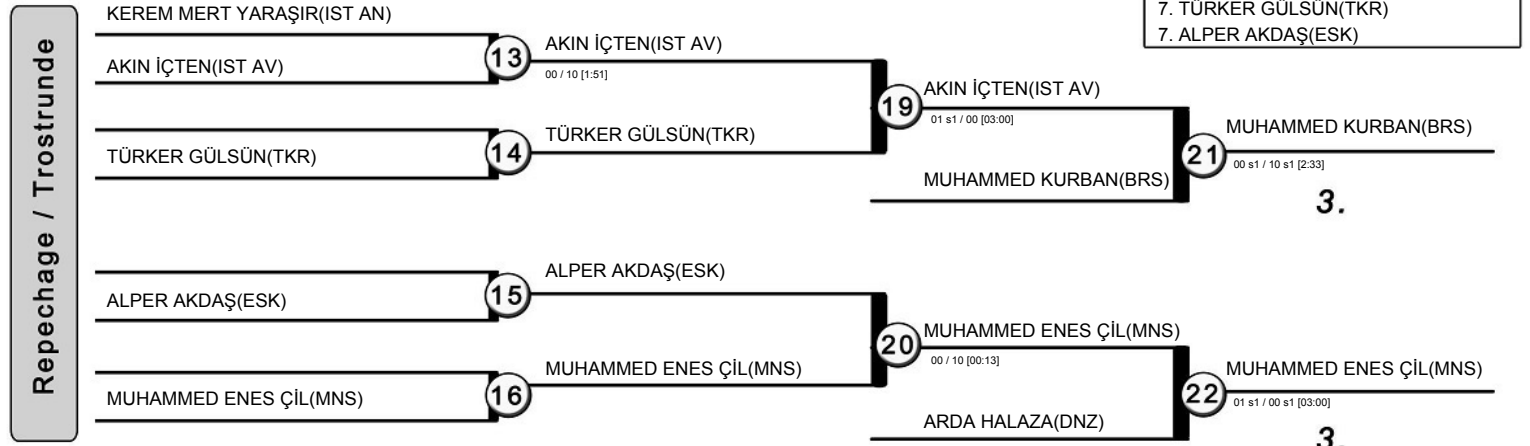 Repechage / Trostrunde
KEREM MERT YARAŞIR(IST AN)
AKIN İÇTEN(IST AV)
13
AKIN İÇTEN(IST AV)
00 / 10 [1:51]
TÜRKER GÜLSÜN(TKR)
14
TÜRKER GÜLSÜN(TKR)
19
AKIN İÇTEN(IST AV)
01 s1 / 00 [03:00]
MUHAMMED KURBAN(BRS)
21
MUHAMMED KURBAN(BRS)
00 s1 / 10 s1 [2:33]
3.
7. TÜRKER GÜLSÜN(TKR)
7. ALPER AKDAŞ(ESK)
ALPER AKDAŞ(ESK)
15
ALPER AKDAŞ(ESK)
MUHAMMED ENES ÇİL(MNS)
16
MUHAMMED ENES ÇİL(MNS)
20
MUHAMMED ENES ÇİL(MNS)
00 / 10 [00:13]
ARDA HALAZA(DNZ)
22
MUHAMMED ENES ÇİL(MNS)
01 s1 / 00 s1 [03:00]
3.